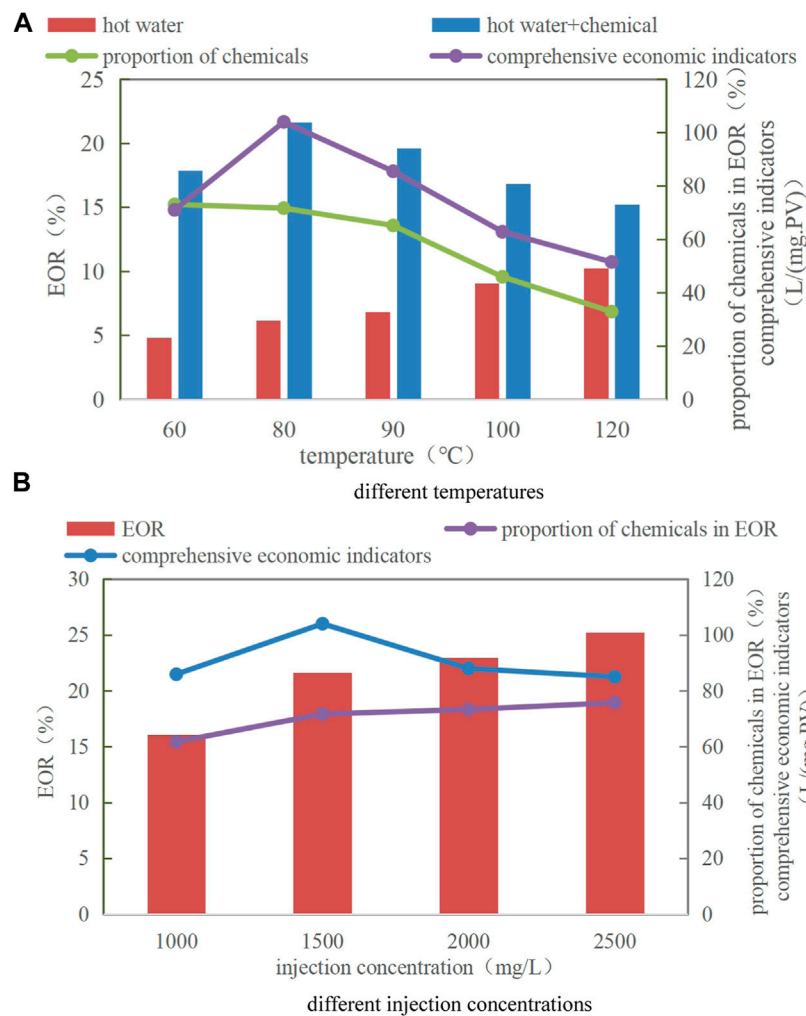 A
hot water
hot water+chemical
proportion of chemicals
comprehensive economic indicators
25
20
15
10
5
0
EOR（%）
120
100
80
60
40
20
0
proportion of chemicals in EOR（%）
comprehensive indicators
（L/(mg.PV)）
60 80 90 100 120
temperature（℃）
different temperatures
B
EOR
proportion of chemicals in EOR
comprehensive economic indicators
30
25
20
15
10
5
0
EOR（%）
120
100
80
60
40
20
0
proportion of chemicals in EOR（%）
comprehensive economic indicators
1000 1500 2000 2500
injection concentration（mg/L）
different injection concentrations